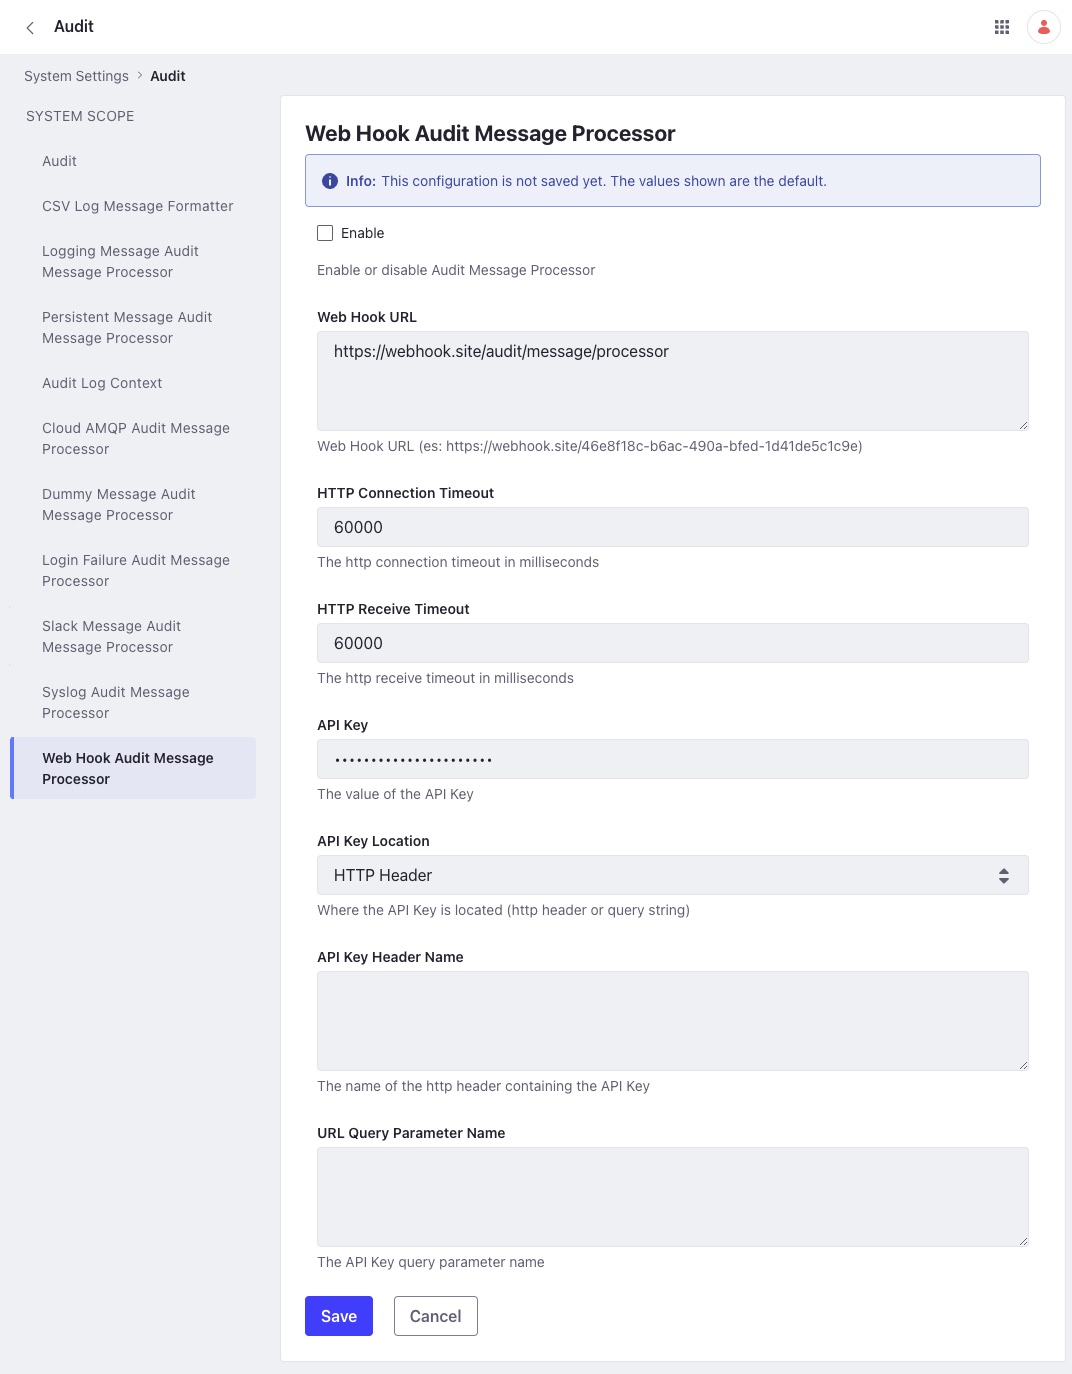 Audit
System Settings
Audit
SYSTEM SCOPE
Audit
CSV Log Message Formatter
Logging Message Audit
Message Processor
Persistent Message Audit
Message Processor
Audit Log Context
Cloud AMQP Audit Message
Processor
Dummy Message Audit
Message Processor
Login Failure Audit Message
Processor
Slack Message Audit
Message Processor
Syslog Audit Message
Processor
Web Hook Audit Message
Processor
Web Hook Audit Message Processor
Info: This configuration is not saved yet. The values shown are the default.
Enable
Enable or disable Audit Message Processor
Web Hook URL
https://webhook.site/audit/message/processor
Web Hook URL (es: https://webhook.site/46e8f18c-b6ac-490a-bfed-1d41de5c1c9e)
HTTP Connection Timeout
60000
The http connection timeout in milliseconds
HTTP Receive Timeout
60000
The http receive timeout in milliseconds
API Key
••••••••••••••••••••••
The value of the API Key
API Key Location
HTTP Header
Where the API Key is located (http header or query string)
API Key Header Name
The name of the http header containing the API Key
URL Query Parameter Name
The API Key query parameter name
Save
Cancel